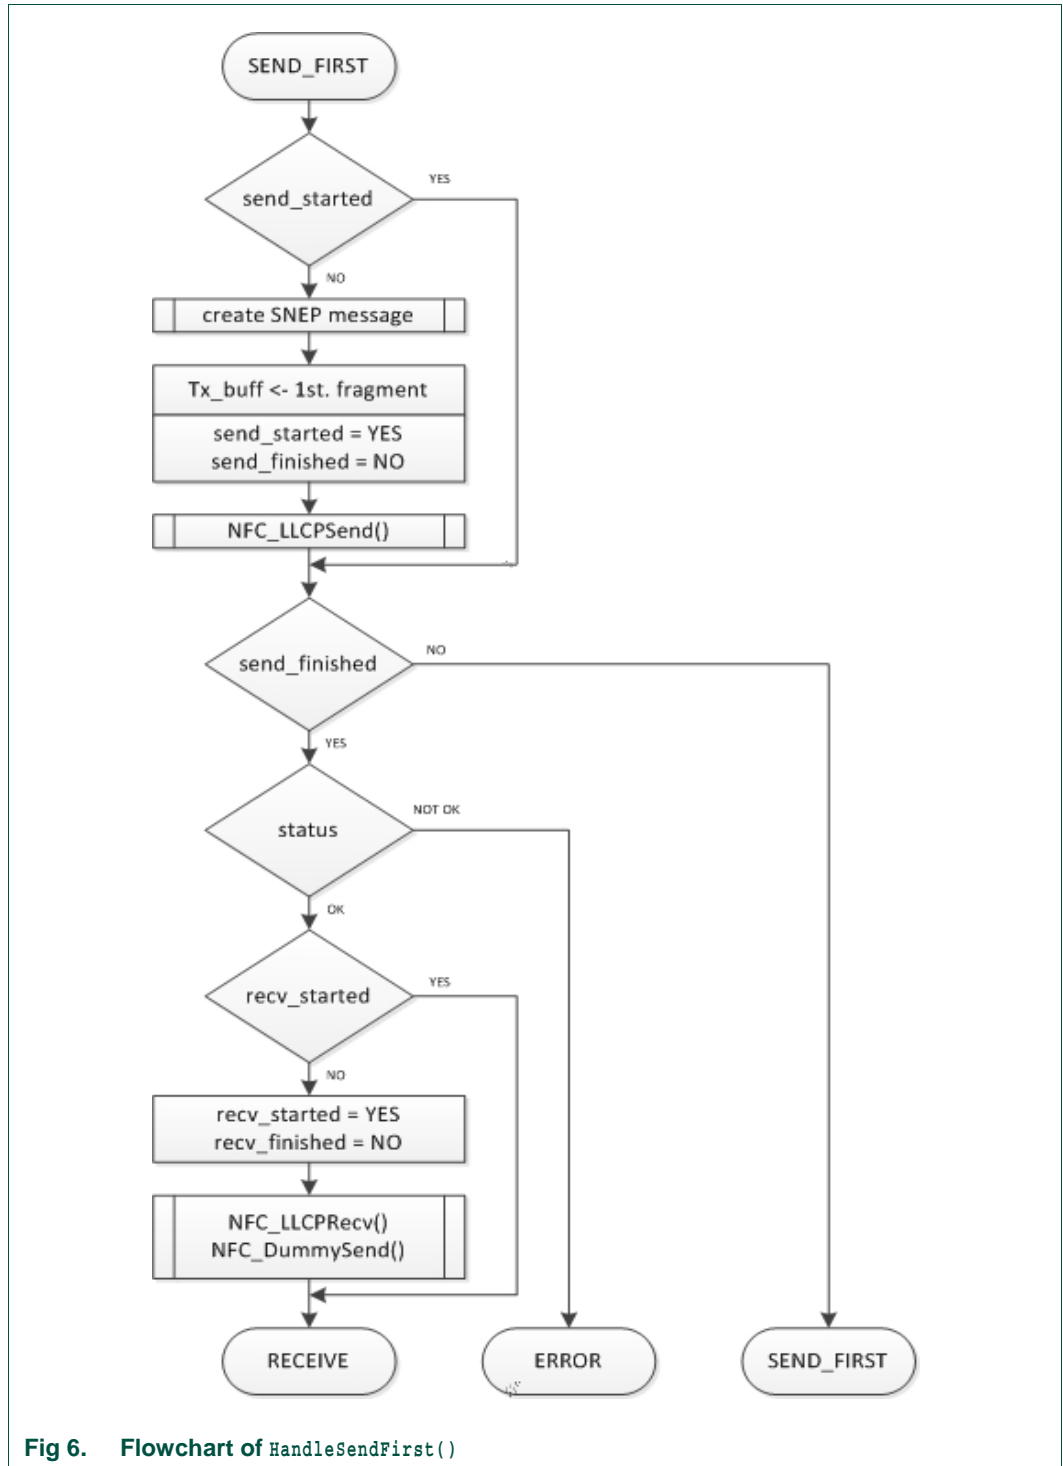 SEND_FIRST
send_started
YES
NO
create SNEP message
Tx_buff <- 1st. fragment
send_started = YES
send_finished = NO
NFC_LLCPSend()
send_finished
NO
YES
status
NOT OK
OK
recv_started
YES
NO
recv_started = YES
recv_finished = NO
NFC_LLCPRecv()
NFC_DummySend()
RECEIVE
ERROR
SEND_FIRST
Fig 6. Flowchart of HandleSendFirst()